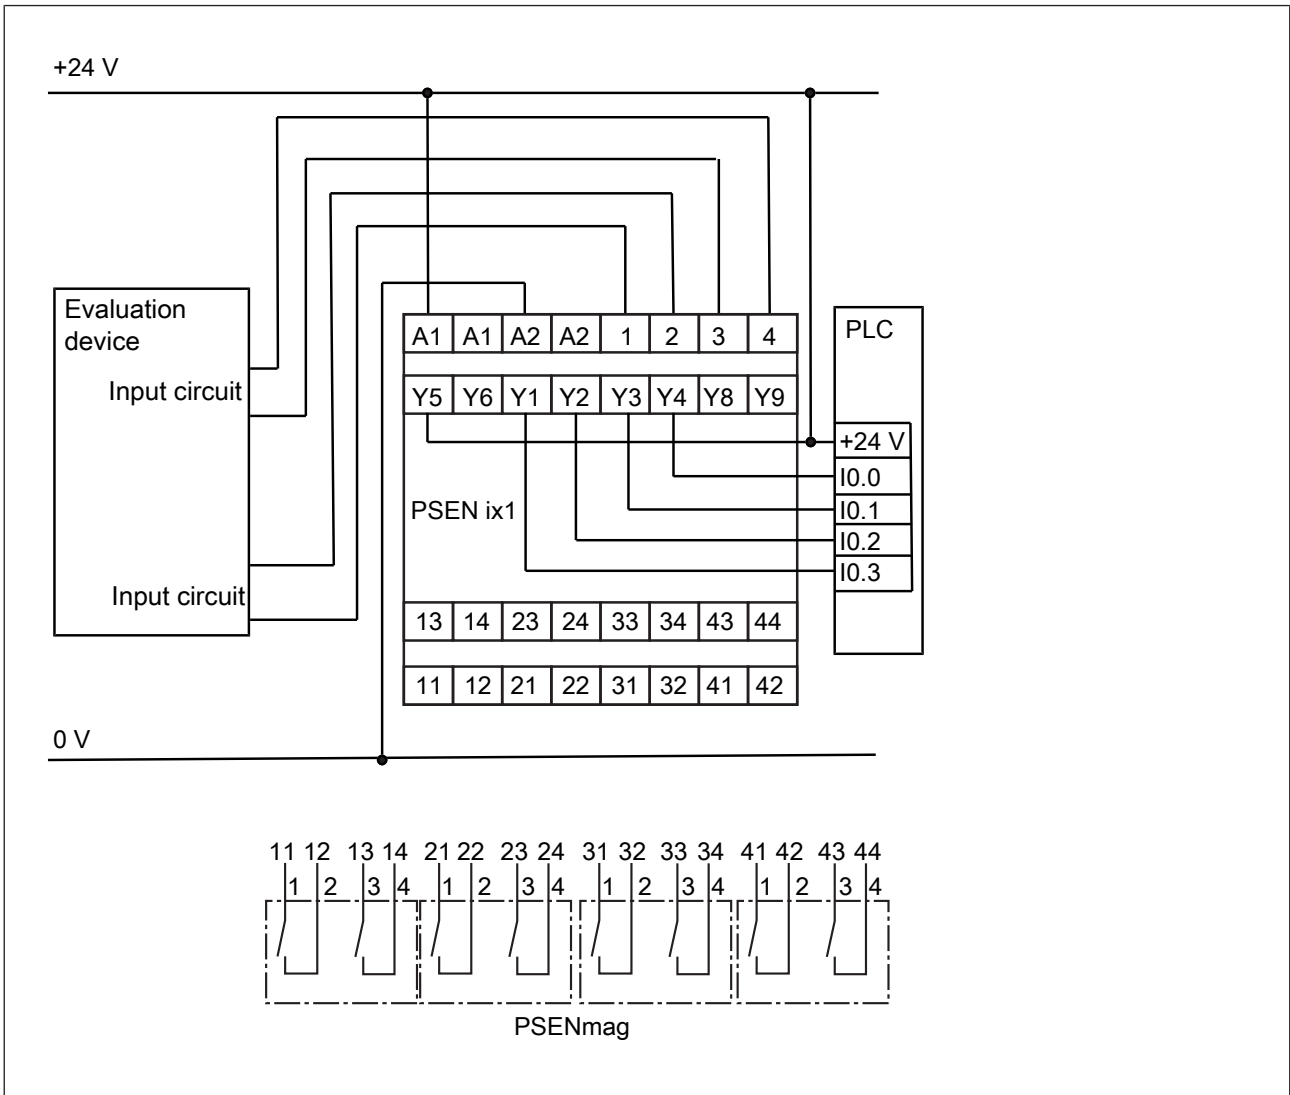 +24 V
Evaluation
device
Input circuit
Input circuit
A1 A1 A2 A2 1 2 3 4
Y5 Y6 Y1 Y2 Y3 Y4 Y8 Y9
PSEN ix1
13 14 23 24 33 34 43 44
11 12 21 22 31 32 41 42
PLC
+24 V
I0.0
I0.1
I0.2
I0.3
0 V
11 12 13 14 21 22 23 24 31 32 33 34 41 42 43 44
1 2 3 4 1 2 3 4 1 2 3 4 1 2 3 4
PSENmag